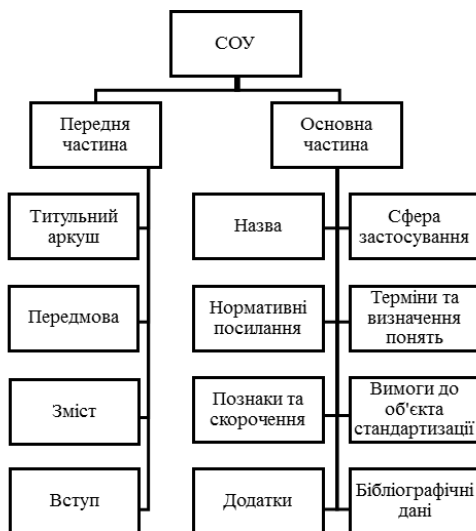 СОУ
Передня
частина
Основна
частина
Титульний
аркуш
Передмова
Зміст
Вступ
Назва
Сфера
застосування
Нормативні
посилання
Терміни та
визначення
понять
Познаки та
скорочення
Вимоги до
об'єкта
стандартизації
Додатки
Бібліографічні
дані